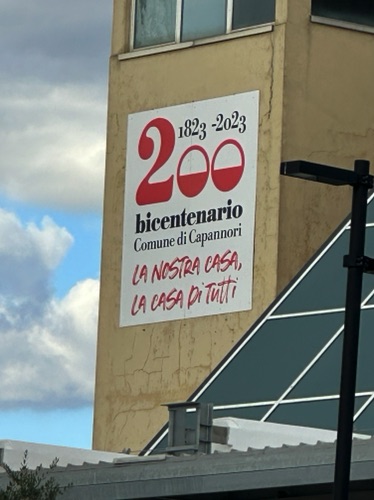 1823 - 2023
200
bicentenario
Comune di Capannori
LA NOSTRA CASA,
LA CASA Di TUTTi